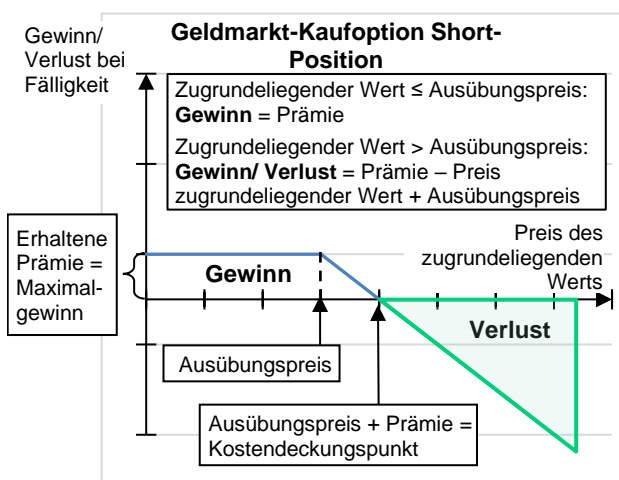 Gewinn/
Verlust bei
Fälligkeit
Geldmarkt-Kaufoption Short-
Position
Zugrundeliegender Wert ≤ Ausübungspreis:
Gewinn = Prämie
Zugrundeliegender Wert > Ausübungspreis:
Gewinn/ Verlust = Prämie – Preis
zugrundeliegender Wert + Ausübungspreis
Erhaltene
Prämie =
Maximal-
gewinn
Gewinn
Preis des
zugrundeliegenden
Werts
Verlust
Ausübungspreis
Ausübungspreis + Prämie =
Kostendeckungspunkt